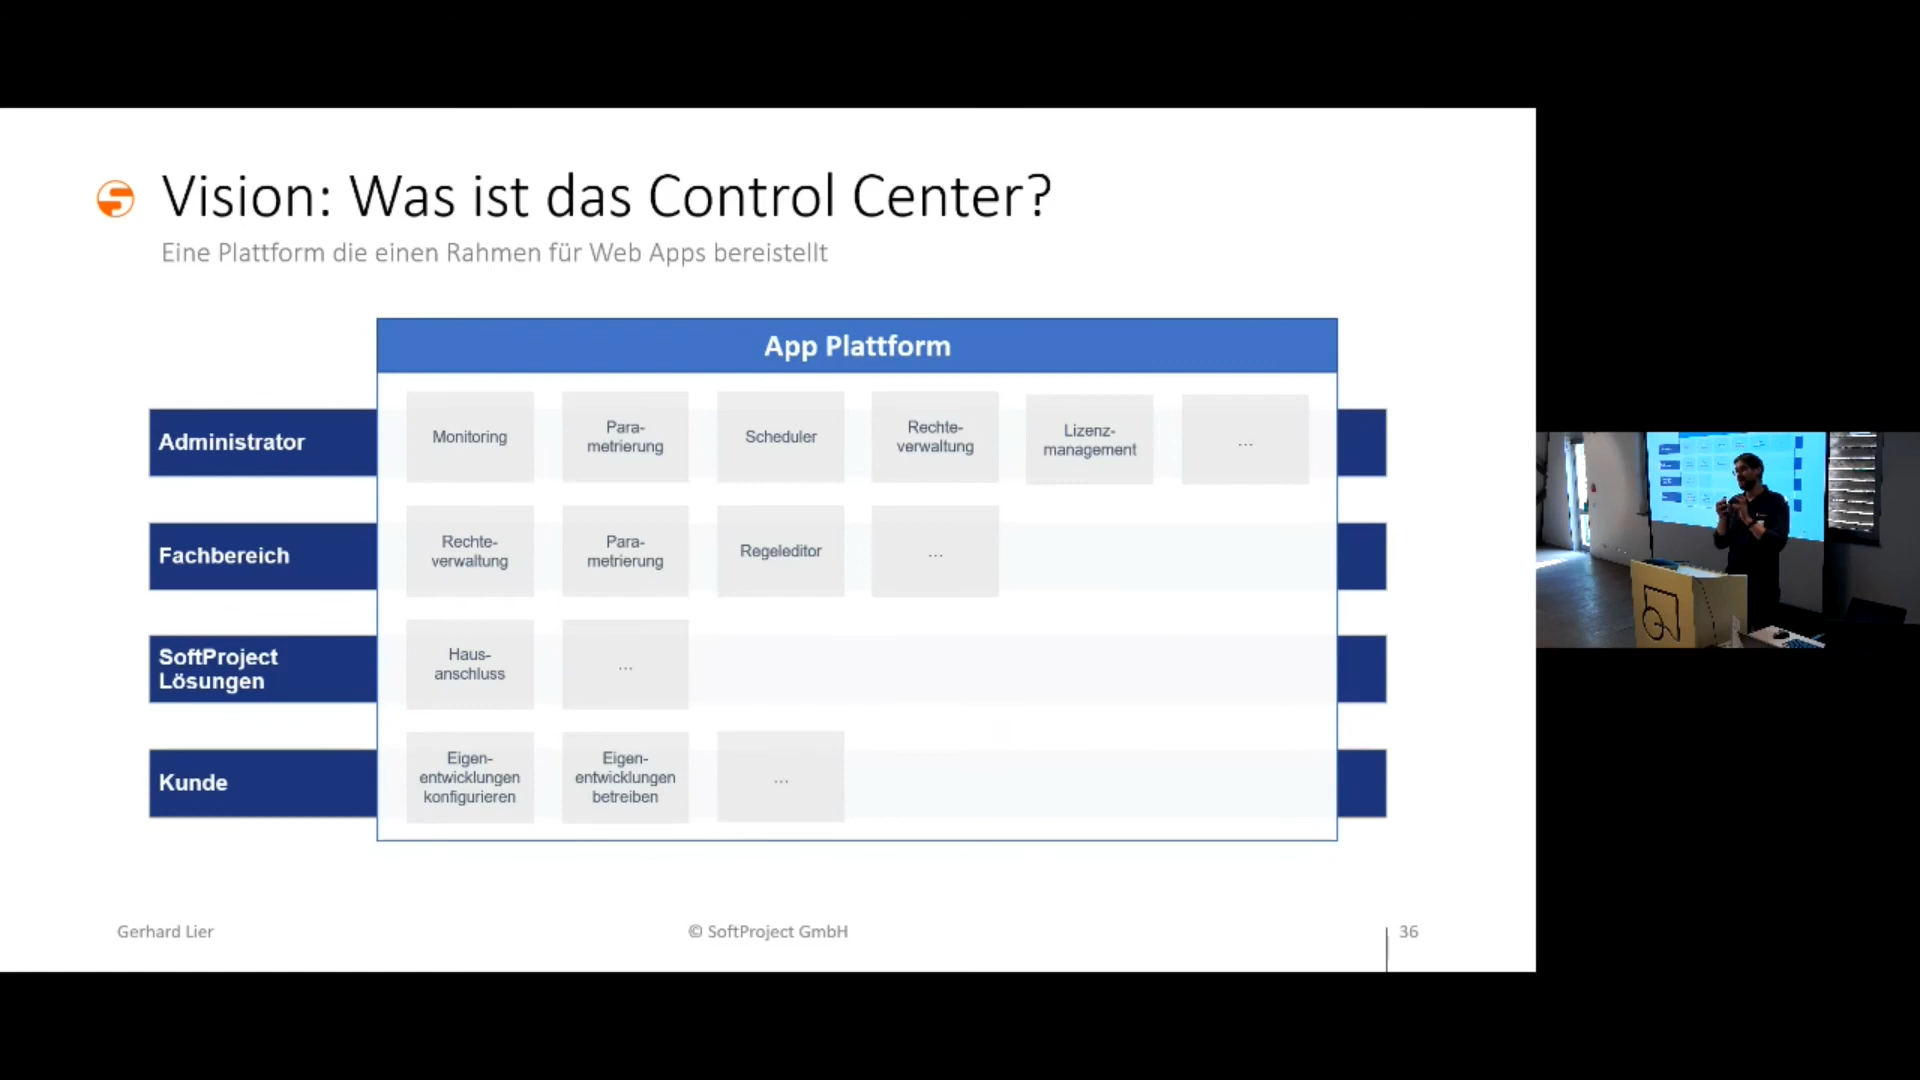 Vision: Was ist das Control Center?
Eine Plattform die einen Rahmen für Web Apps bereistellt
App Plattform
Administrator
Monitoring
Para-
metrierung
Scheduler
Rechte-
verwaltung
Lizenz-
management
...
Fachbereich
Rechte-
verwaltung
Para-
metrierung
Regeleditor
...
SoftProject
Lösungen
Haus-
anschluss
...
Kunde
Eigen-
entwicklungen
konfigurieren
Eigen-
entwicklungen
betreiben
...
Gerhard Lier
© SoftProject GmbH
36